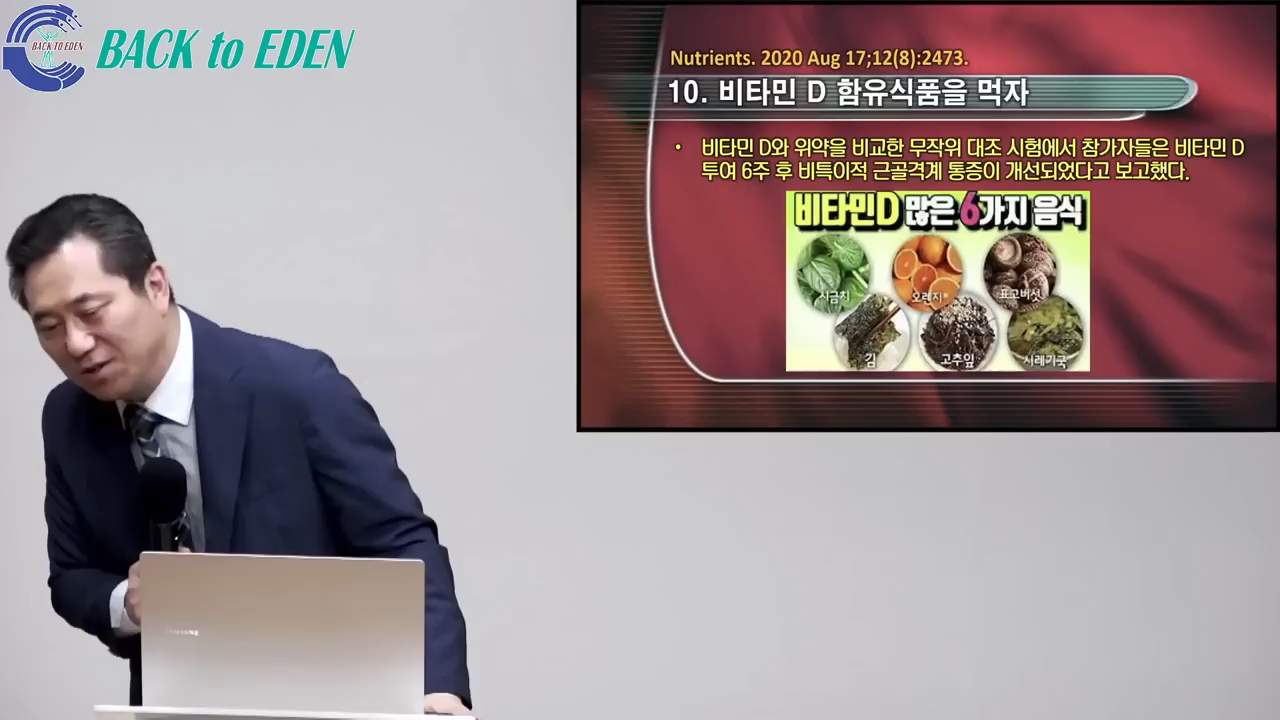 BACK TO EDEN
BACK to EDEN
Nutrients. 2020 Aug 17;12(8):2473.
10. 비타민 D 함유식품을 먹자
• 비타민 D와 위약을 비교한 무작위 대조 시험에서 참가자들은 비타민 D
투여 6주 후 비특이적 근골격계 통증이 개선되었다고 보고했다.
비타민D 많은 6가지 음식
시금치
오렌지*
표고버섯
김
고추잎
시래기국
SAMSUNG